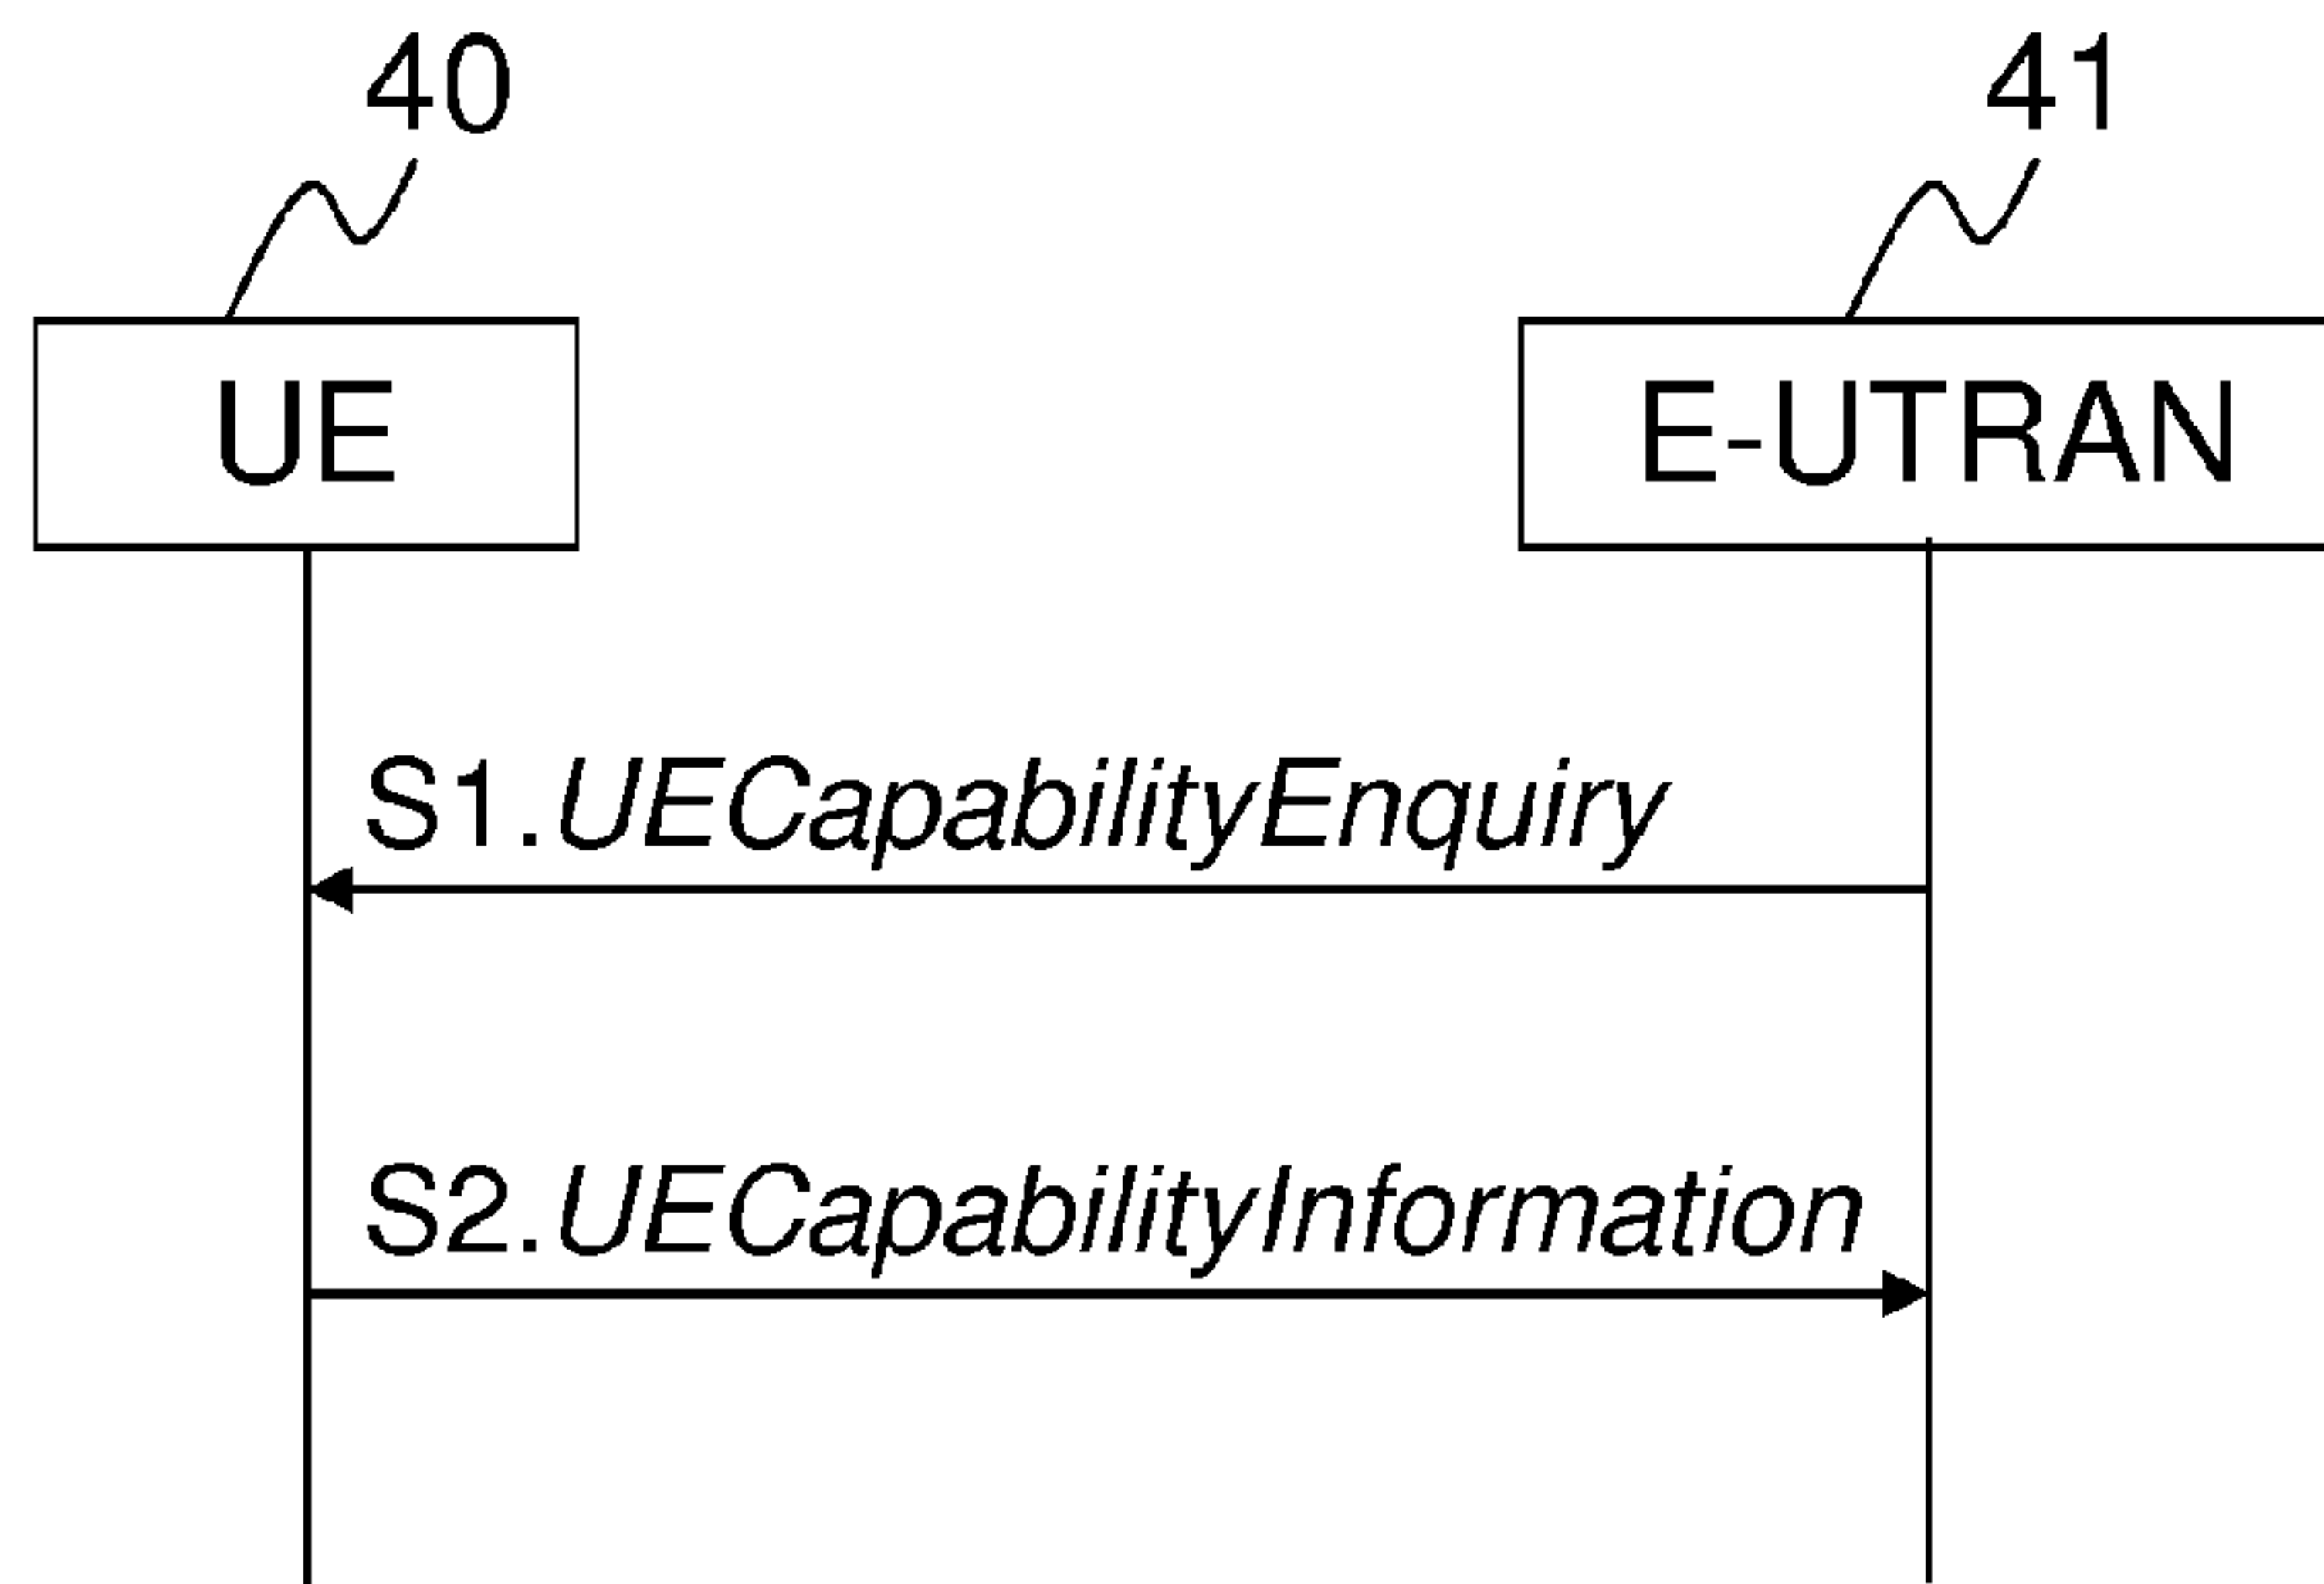 40
41
UE
E-UTRAN
S1.UECapabilityEnquiry
S2.UECapabilityInformation